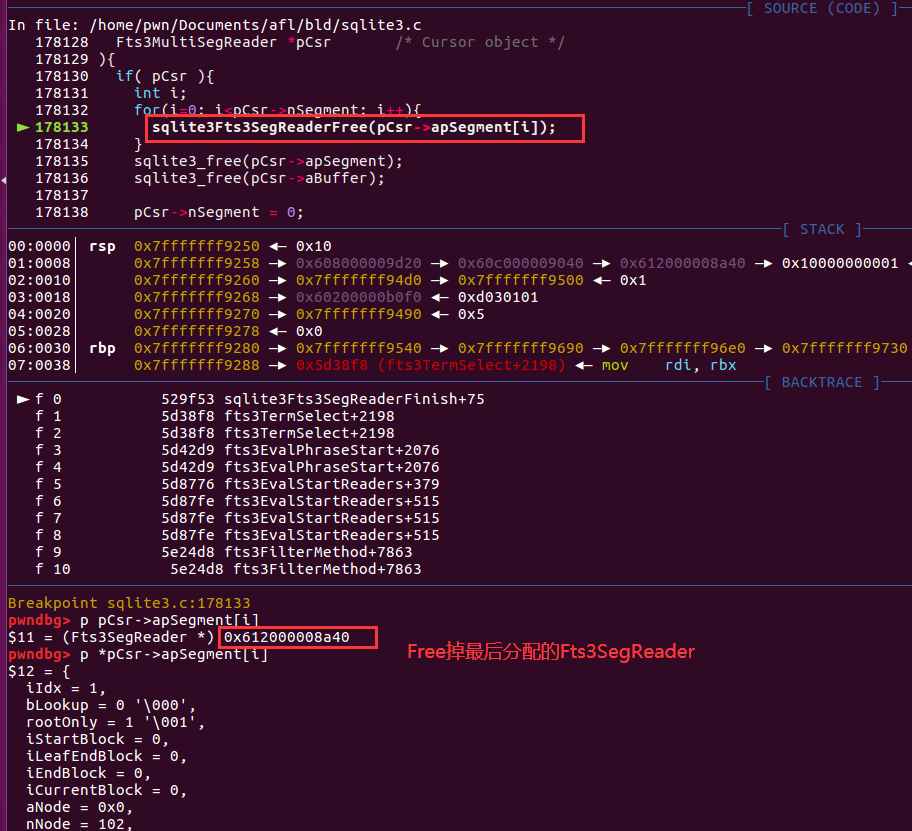 [ SOURCE (CODE) ]
In file: /home/pwn/Documents/afl/bld/sqlite3.c
178128   Fts3MultiSegReader *pCsr       /* Cursor object */
178129 ){
178130   if( pCsr ){
178131     int i;
178132     for(i=0; i<pCsr->nSegment; i++){
► 178133       sqlite3Fts3SegReaderFree(pCsr->apSegment[i]);
178134     }
178135     sqlite3_free(pCsr->apSegment);
178136     sqlite3_free(pCsr->aBuffer);
178137
178138     pCsr->nSegment = 0;
[ STACK ]
00:0000│ rsp  0x7fffffff9250 ◂— 0x10
01:0008│      0x7fffffff9258 —▸ 0x608000009d20 —▸ 0x60c000009040 —▸ 0x612000008a40 —▸ 0x10000000001 ◂
02:0010│      0x7fffffff9260 —▸ 0x7fffffff94d0 —▸ 0x7fffffff9500 ◂— 0x1
03:0018│      0x7fffffff9268 —▸ 0x60200000b0f0 ◂— 0xd030101
04:0020│      0x7fffffff9270 —▸ 0x7fffffff9490 ◂— 0x5
05:0028│      0x7fffffff9278 ◂— 0x0
06:0030│ rbp  0x7fffffff9280 —▸ 0x7fffffff9540 —▸ 0x7fffffff9690 —▸ 0x7fffffff96e0 —▸ 0x7fffffff9730
07:0038│      0x7fffffff9288 —▸ 0x5d38f8 (fts3TermSelect+2198) ◂— mov    rdi, rbx
[ BACKTRACE ]
► f 0           529f53 sqlite3Fts3SegReaderFinish+75
f 1           5d38f8 fts3TermSelect+2198
f 2           5d38f8 fts3TermSelect+2198
f 3           5d42d9 fts3EvalPhraseStart+2076
f 4           5d42d9 fts3EvalPhraseStart+2076
f 5           5d8776 fts3EvalStartReaders+379
f 6           5d87fe fts3EvalStartReaders+515
f 7           5d87fe fts3EvalStartReaders+515
f 8           5d87fe fts3EvalStartReaders+515
f 9           5e24d8 fts3FilterMethod+7863
f 10           5e24d8 fts3FilterMethod+7863
Breakpoint sqlite3.c:178133
pwndbg> p pCsr->apSegment[i]
$11 = (Fts3SegReader *) 0x612000008a40
pwndbg> p *pCsr->apSegment[i]
Free掉最后分配的Fts3SegReader
$12 = {
iIdx = 1,
bLookup = 0 '\000',
rootOnly = 1 '\001',
iStartBlock = 0,
iLeafEndBlock = 0,
iEndBlock = 0,
iCurrentBlock = 0,
aNode = 0x0,
nNode = 102,